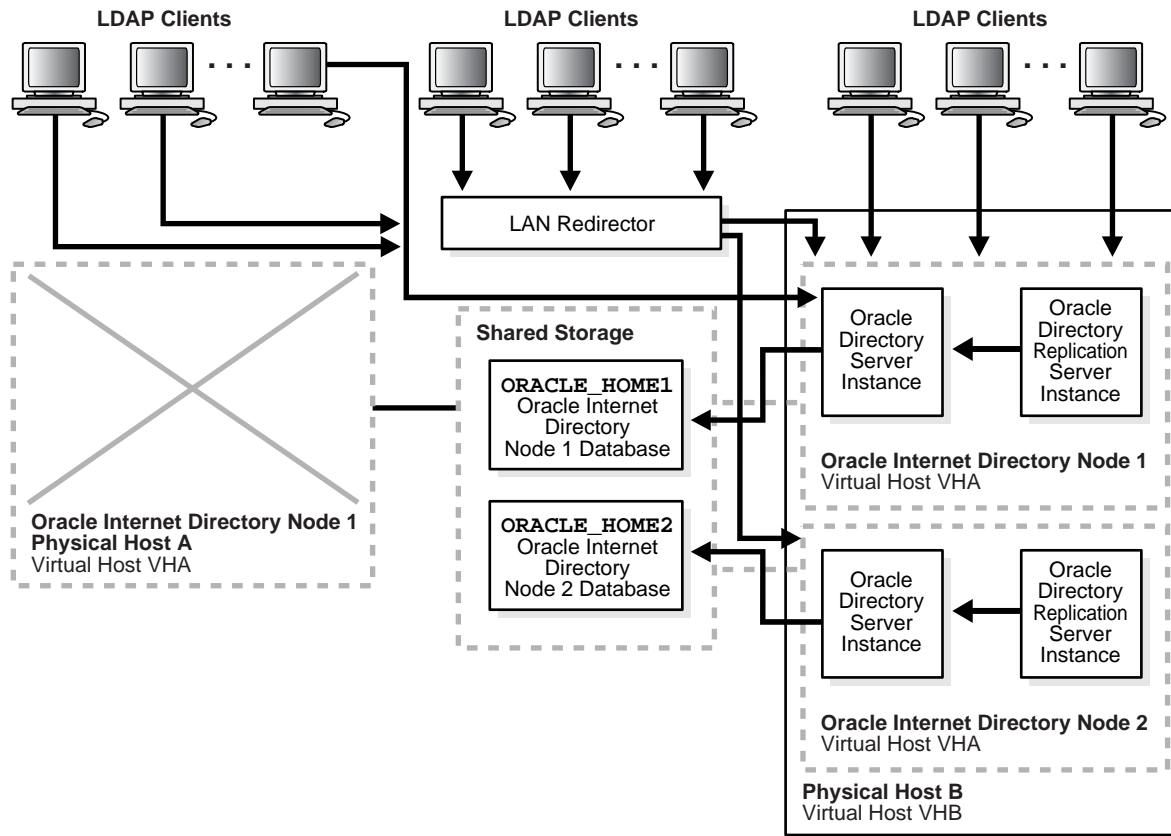 LDAP Clients
LDAP Clients
LDAP Clients
LAN Redirector
Shared Storage
ORACLE_HOME1
Oracle Internet
Directory
Node 1 Database
ORACLE_HOME2
Oracle Internet
Directory
Node 2 Database
Oracle Internet Directory Node 1
Physical Host A
Virtual Host VHA
Oracle
Directory
Server
Instance
Oracle
Directory
Replication
Server
Instance
Oracle Internet Directory Node 1
Virtual Host VHA
Oracle
Directory
Server
Instance
Oracle
Directory
Replication
Server
Instance
Oracle Internet Directory Node 2
Virtual Host VHA
Physical Host B
Virtual Host VHB